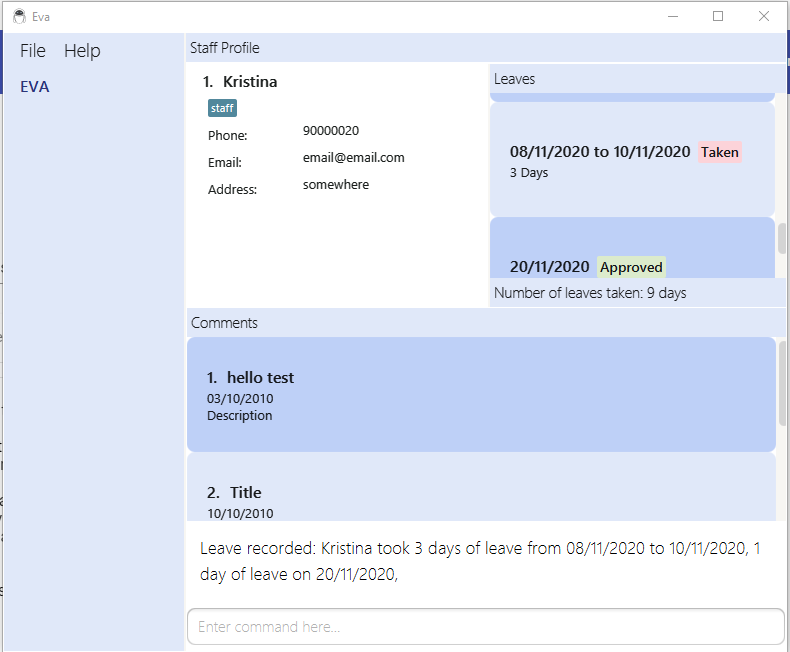 Eva
File Help
EVA
Staff Profile
1. Kristina
staff
Phone: 90000020
Email: email@email.com
Address: somewhere
Leaves
08/11/2020 to 10/11/2020 Taken
3 Days
20/11/2020 Approved
Number of leaves taken: 9 days
Comments
1. hello test
03/10/2010
Description
2. Title
10/10/2010
Leave recorded: Kristina took 3 days of leave from 08/11/2020 to 10/11/2020, 1
day of leave on 20/11/2020,
Enter command here...